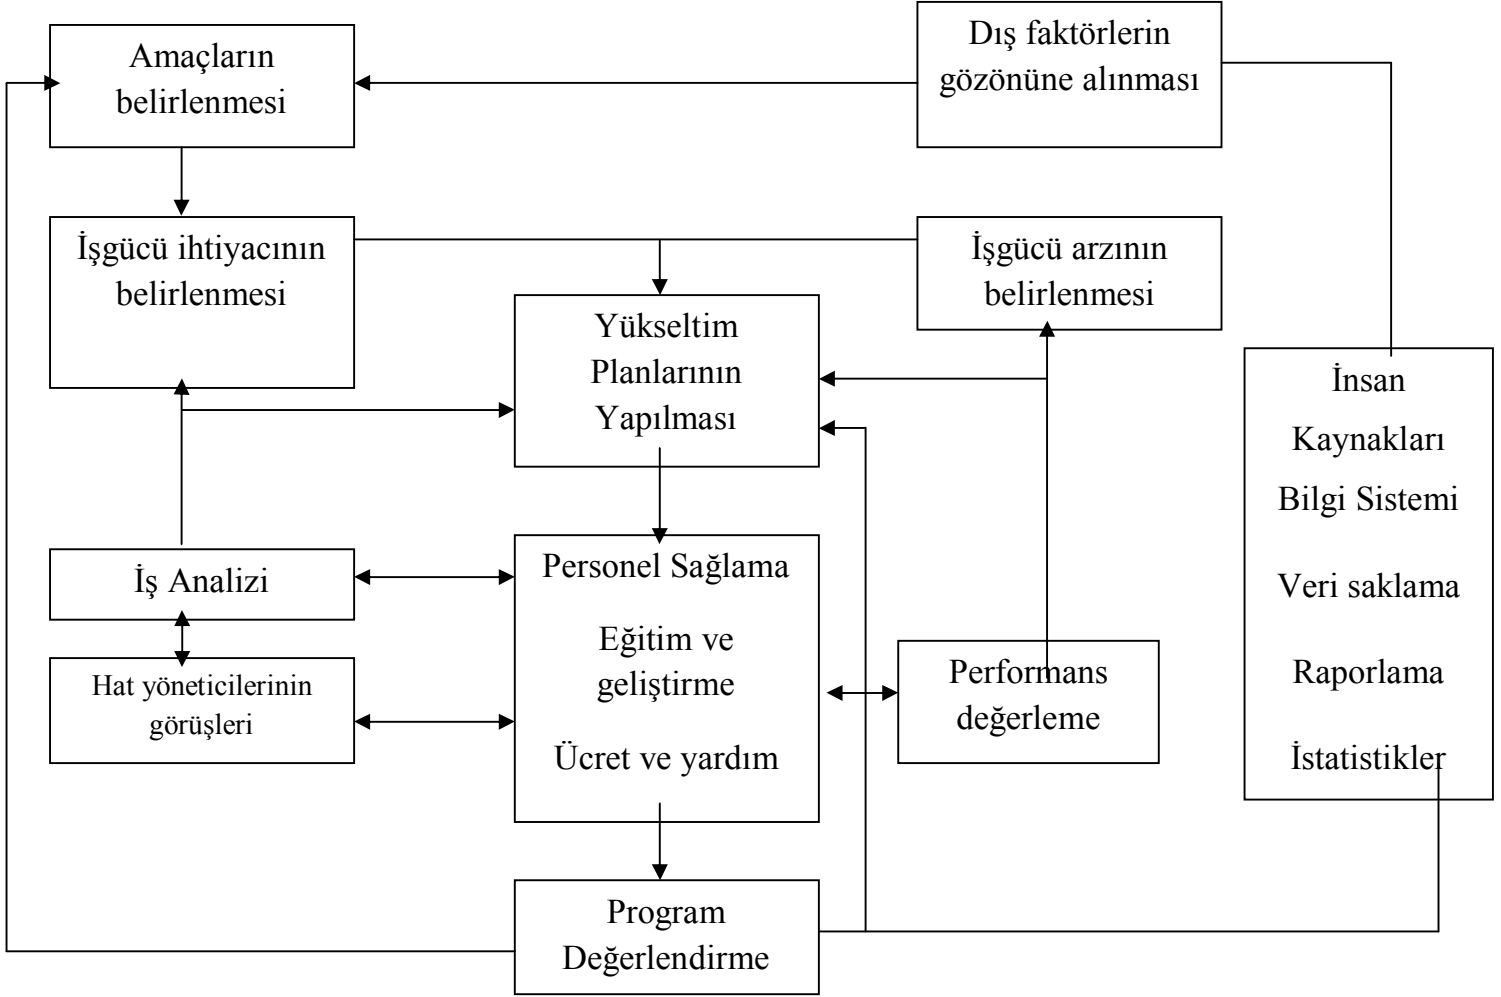 Amaçların
belirlenmesi
Dış faktörlerin
gözönüne alınması
İşgücü ihtiyacının
belirlenmesi
İşgücü arzının
belirlenmesi
Yükseltim
Planlarının
Yapılması
İnsan
Kaynakları
Bilgi Sistemi
Veri saklama
Raporlama
İstatistikler
İş Analizi
Hat yöneticilerinin
görüşleri
Personel Sağlama
Eğitim ve
geliştirme
Ücret ve yardım
Performans
değerleme
Program
Değerlendirme